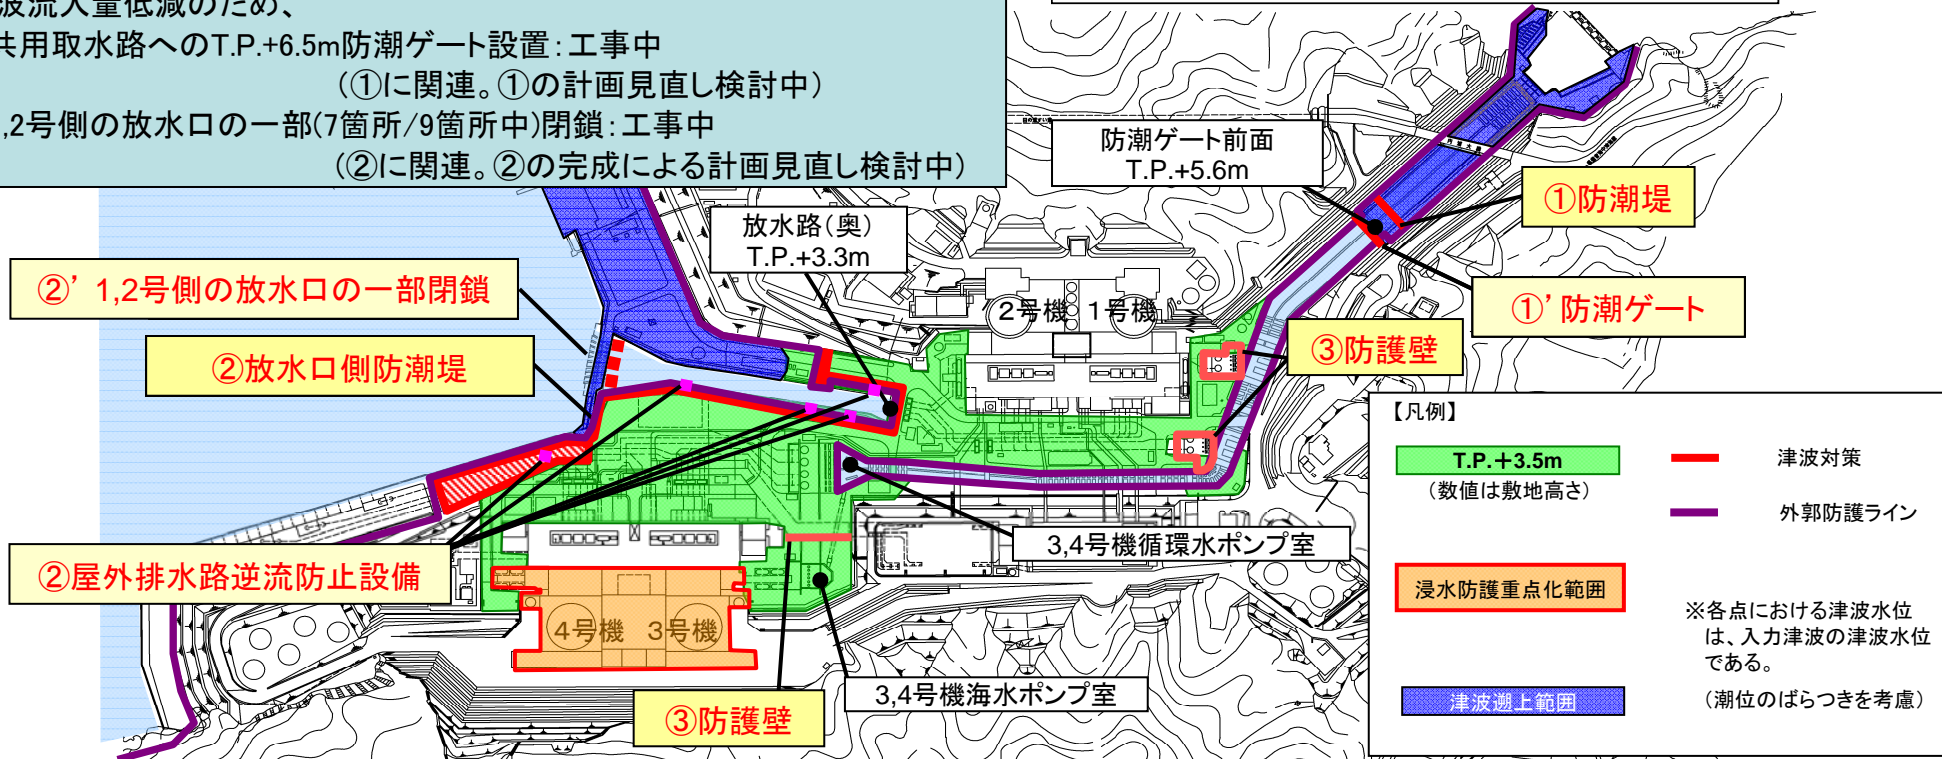 波流入量低減のため、
共用取水路へのT.P.+6.5m防潮ゲート設置：工事中
（①に関連。①の計画見直し検討中）
,2号側の放水口の一部(7箇所/9箇所中)閉鎖：工事中
（②に関連。②の完成による計画見直し検討中）
防潮ゲート前面
T.P.+5.6m
①防潮堤
放水路（奥）
T.P.+3.3m
②’ 1,2号側の放水口の一部閉鎖
2号機
1号機
①’ 防潮ゲート
②放水口側防潮堤
③防護壁
【凡例】
T.P.＋3.5m
（数値は敷地高さ）
津波対策
外郭防護ライン
3,4号機循環水ポンプ室
②屋外排水路逆流防止設備
浸水防護重点化範囲
※各点における津波水位
は、入力津波の津波水位
である。
（潮位のばらつきを考慮）
4号機
3号機
津波遡上範囲
3,4号機海水ポンプ室
③防護壁